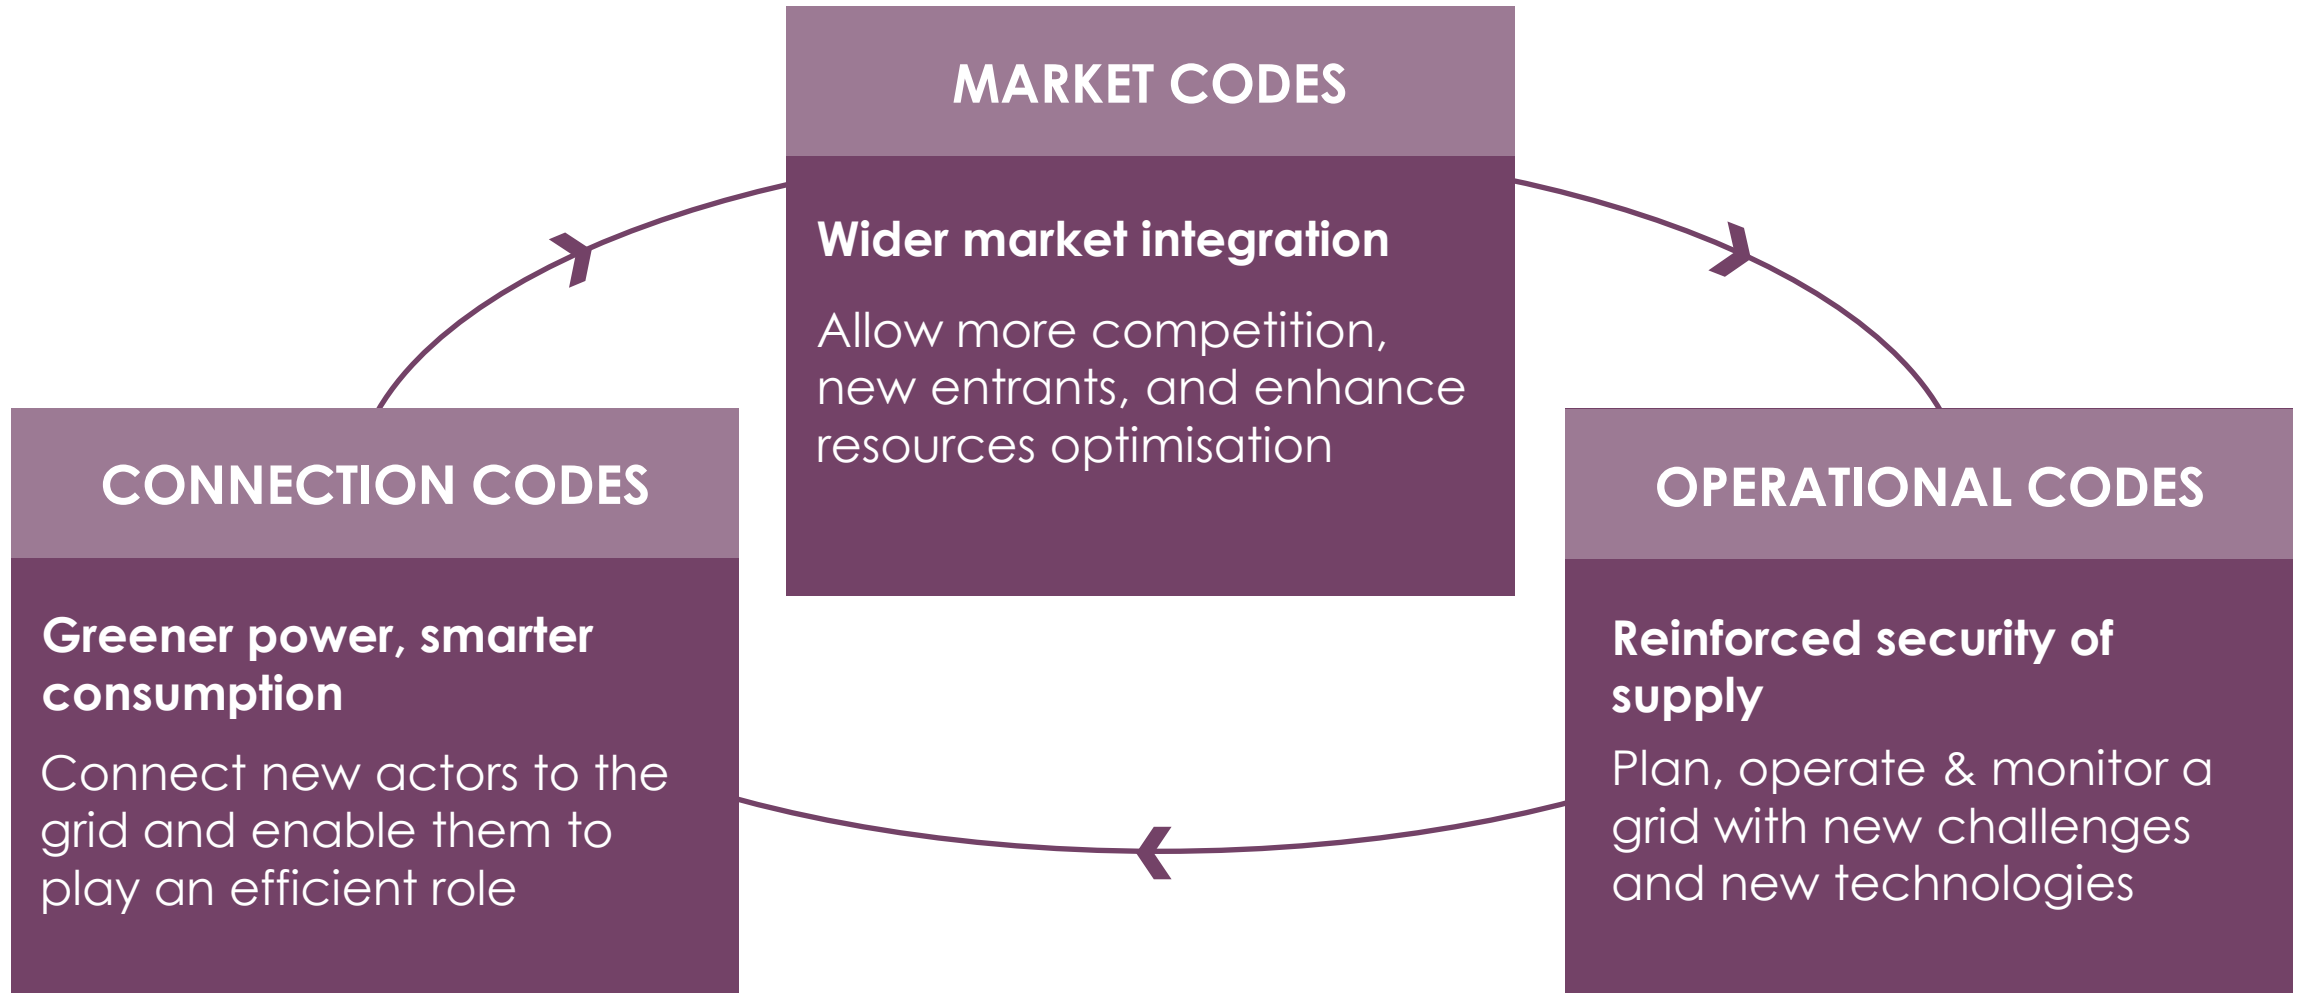 MARKET CODES
Wider market integration
Allow more competition,
new entrants, and enhance
resources optimisation
CONNECTION CODES
Greener power, smarter
consumption
Connect new actors to the
grid and enable them to
play an efficient role
OPERATIONAL CODES
Reinforced security of
supply
Plan, operate & monitor a
grid with new challenges
and new technologies